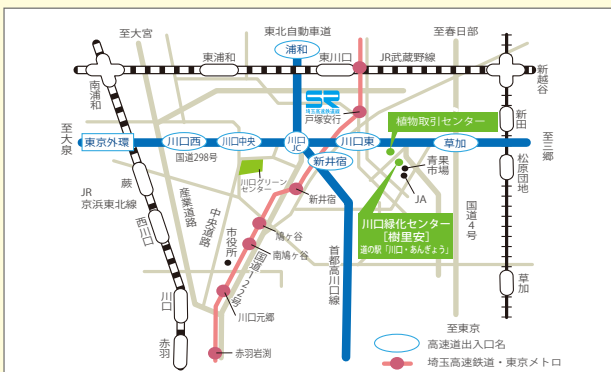 至大宮
東北自動車道
至春日部
浦和
東浦和
東川口
JR武蔵野線
南浦和
新越谷
SR
埼玉高速鉄道線
戸塚安行
植物取引センター
新田
至大泉
東京外環
川口西
川口中央
川口JC
川口東
草加
至三郷
国道298号
新井宿
青果市場
松原団地
川口グリーンセンター
JR京浜東北線
蕨
産業道路
新井宿
JA
西川口
中央道路
市役所
鳩ヶ谷
川口緑化センター
[樹里安]
道の駅「川口・あんぎょう」
国道4号
南鳩ヶ谷
国道122号
首都高川口線
草加
川口
川口元郷
至東京
高速道出入口名
赤羽
赤羽岩淵
埼玉高速鉄道・東京メトロ